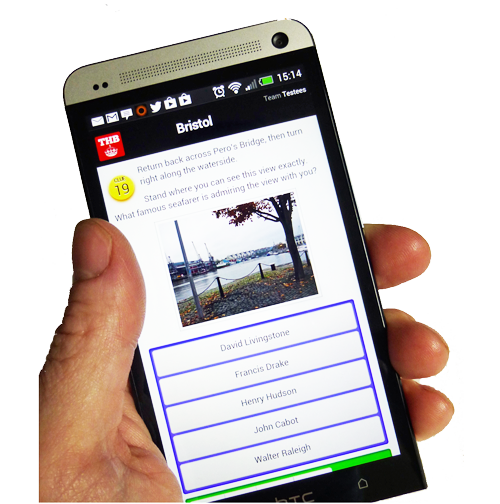 15:14
Team Testees
THB
Bristol
CLUE
19
Return back across Pero's Bridge, then turn
right along the waterside.
Stand where you can see this view exactly
What famous seafarer is admiring the view with you?
David Livingstone
Francis Drake
Henry Hudson
John Cabot
Walter Raleigh
hTC